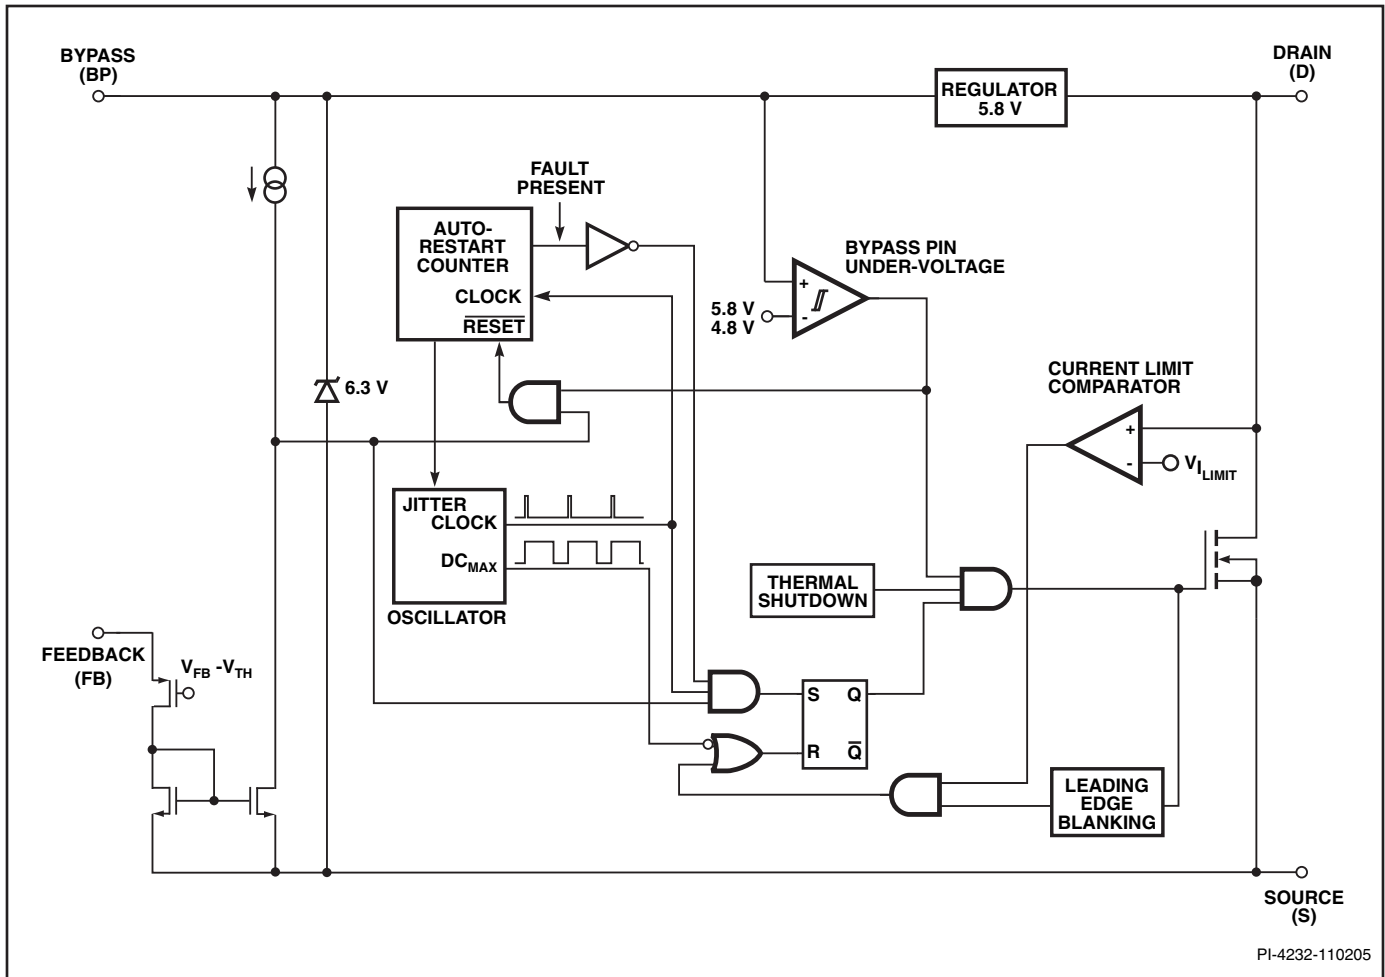 BYPASS
(BP)
DRAIN
(D)
REGULATOR
5.8 V
FAULT
PRESENT
AUTO-
RESTART
COUNTER
CLOCK
RESET
BYPASS PIN
UNDER-VOLTAGE
+
-
5.8 V
4.8 V
6.3 V
CURRENT LIMIT
COMPARATOR
+
-
VILIMIT
JITTER
CLOCK
DCMAX
OSCILLATOR
THERMAL
SHUTDOWN
FEEDBACK
(FB)
VFB -VTH
S Q
R Q
LEADING
EDGE
BLANKING
SOURCE
(S)
PI-4232-110205